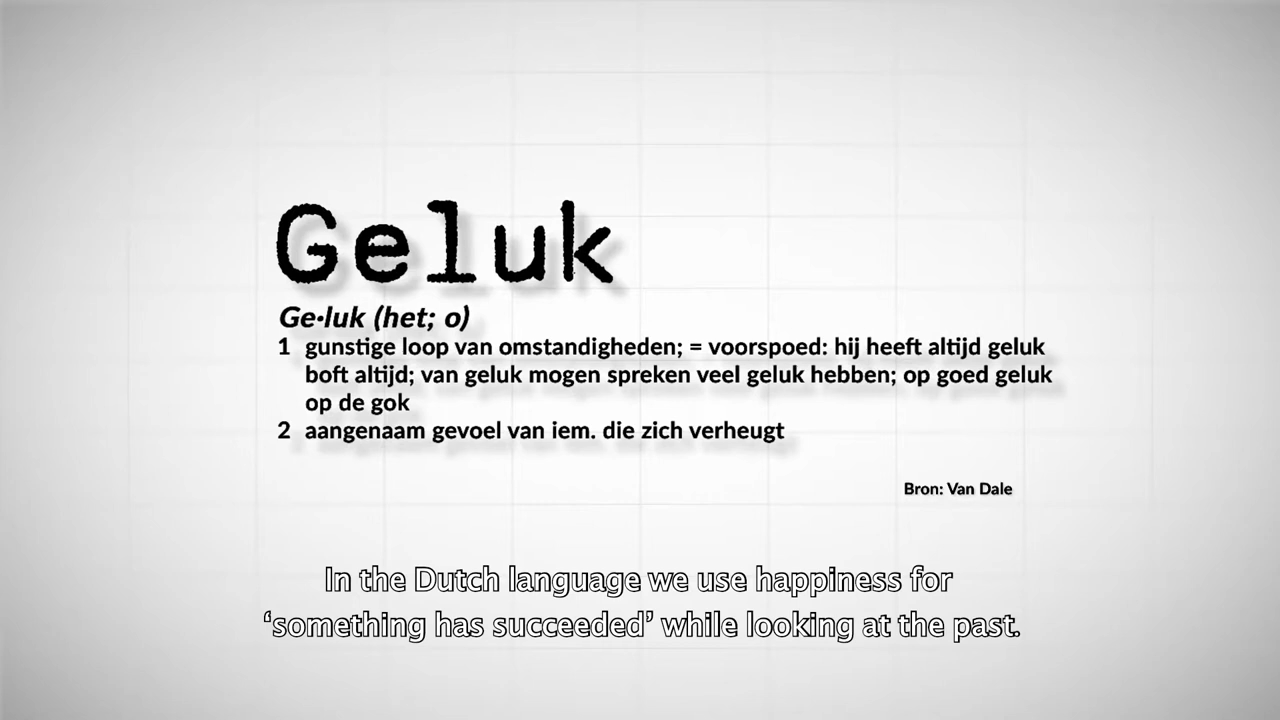 Geluk
Ge•luk (het; o)
1 gunstige loop van omstandigheden; = voorspoed: hij heeft altijd geluk
boft altijd; van geluk mogen spreken veel geluk hebben; op goed geluk
op de gok
2 aangenaam gevoel van iem. die zich verheugt
Bron: Van Dale
In the Dutch language we use happiness for
‘something has succeeded’ while looking at the past.